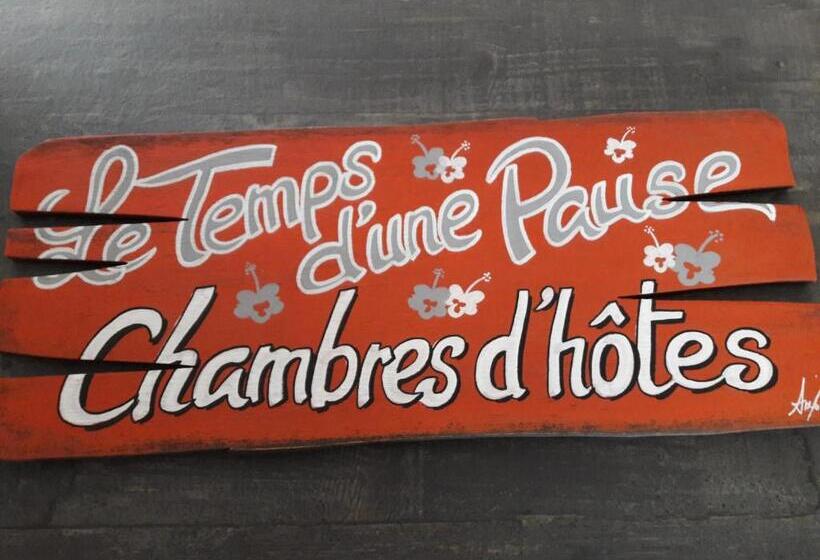 Le Temps
d'une Pause
Chambres d'hôtes